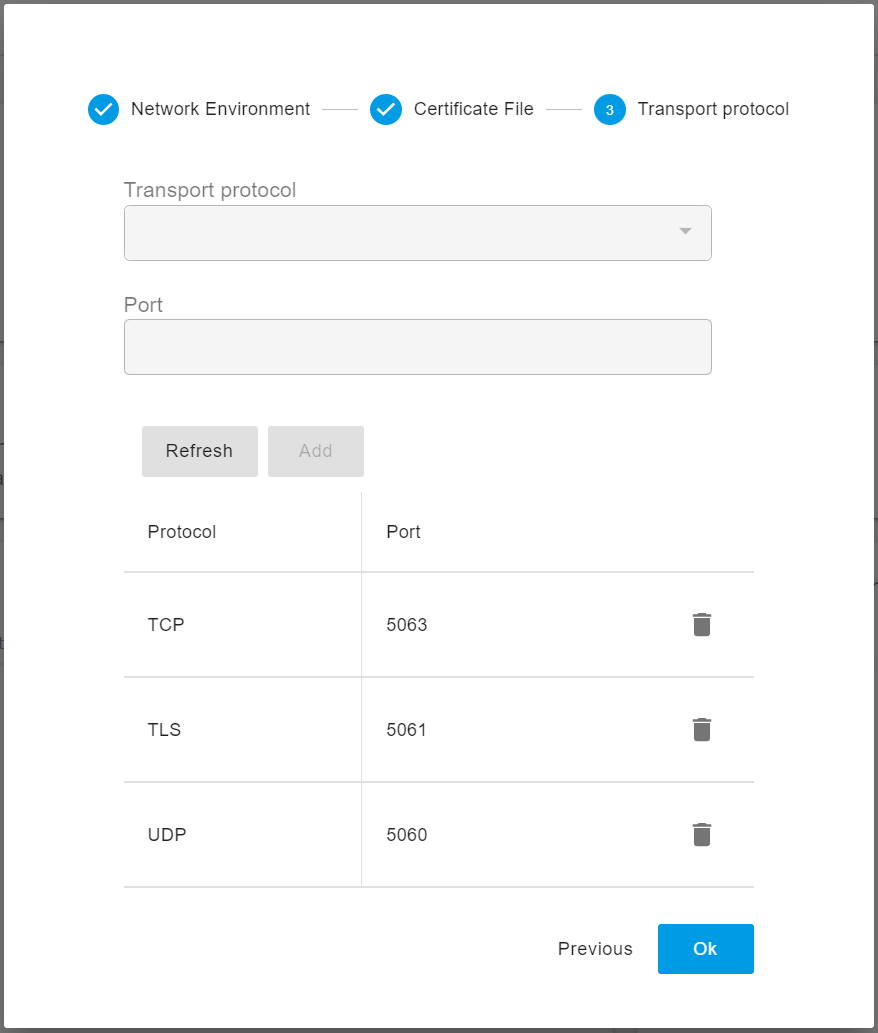 Network Environment
Certificate File
3 Transport protocol
Transport protocol
Port
Refresh Add
Protocol Port
TCP 5063
TLS 5061
UDP 5060
Previous Ok